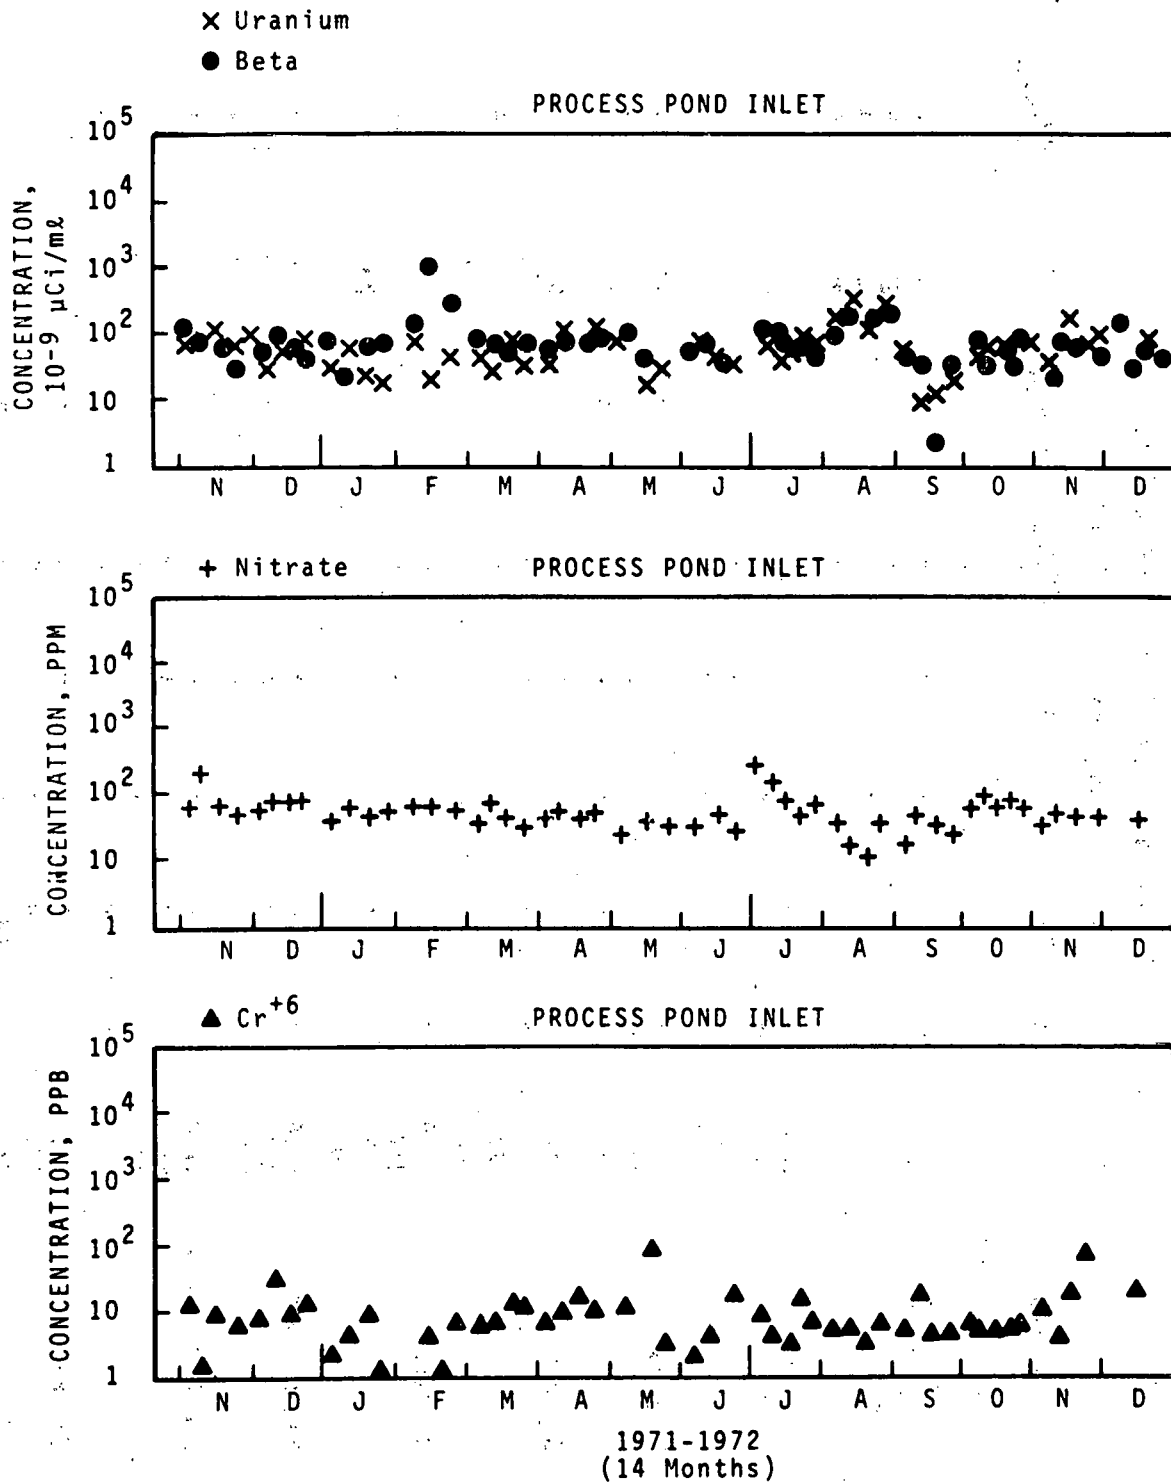 × Uranium
● Beta
PROCESS POND INLET
CONCENTRATION,
10-9 μCi/mℓ
10^5
10^4
10^3
10^2
10
1
N D J F M A M J J A S O N D
+ Nitrate PROCESS POND INLET
CONCENTRATION, PPM
10^5
10^4
10^3
10^2
10
1
N D J F M A M J J A S O N D
▲ Cr^+6 PROCESS POND INLET
CONCENTRATION, PPB
10^5
10^4
10^3
10^2
10
1
N D J F M A M J J A S O N D
1971-1972
(14 Months)